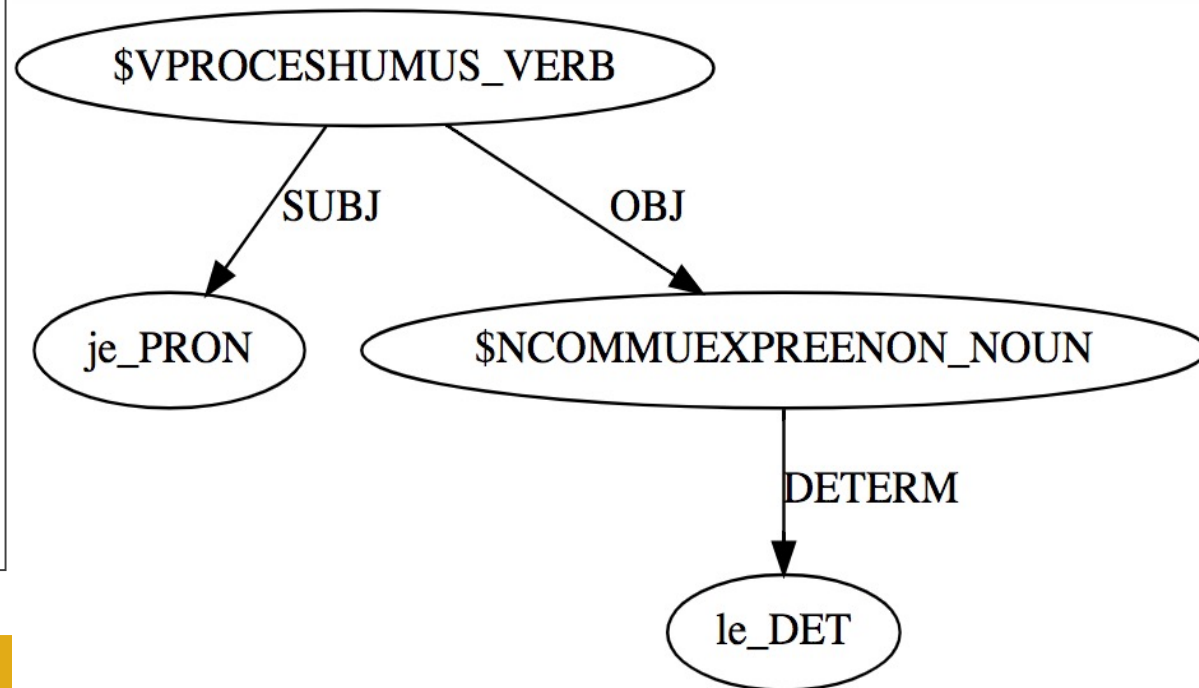 $VPROCESHUMUS_VERB
SUBJ
OBJ
je_PRON
$NCOMMUEXPREENON_NOUN
DETERM
le_DET